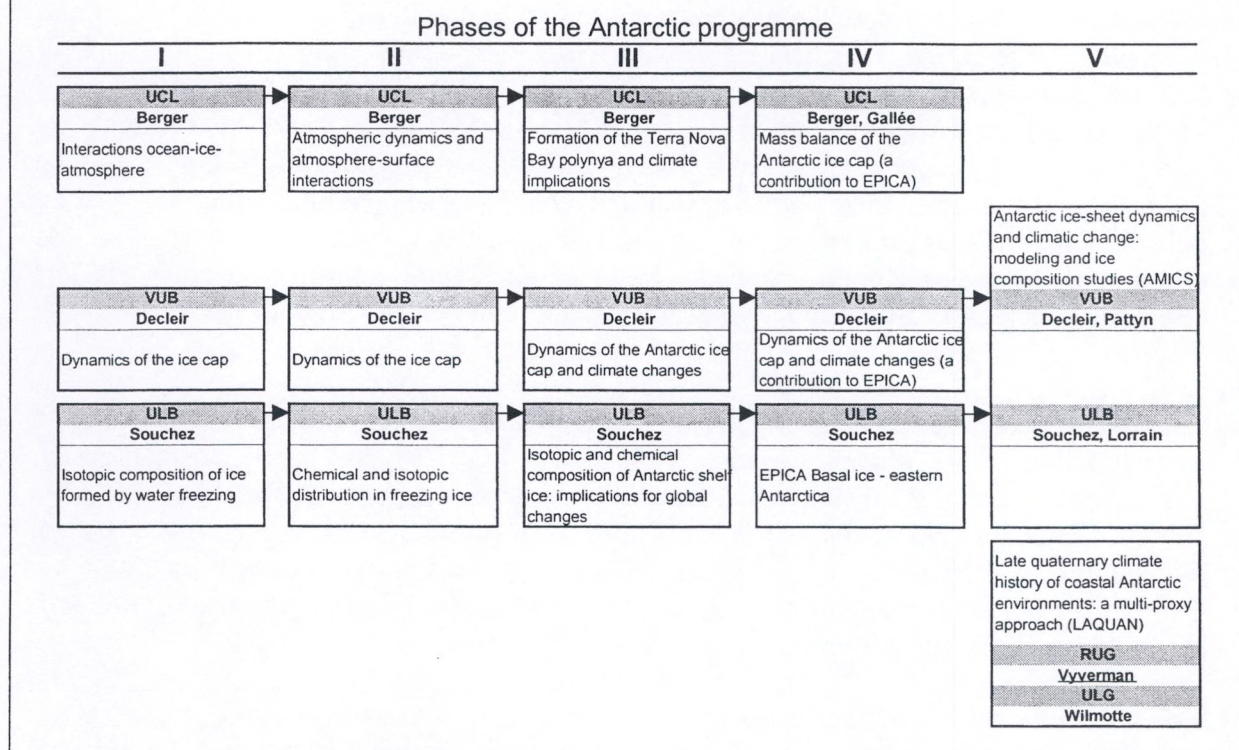 Phases of the Antarctic programme
I II III IV V
UCL
Berger
Interactions ocean-ice-
atmosphere
UCL
Berger
Atmospheric dynamics and
atmosphere-surface
interactions
UCL
Berger
Formation of the Terra Nova
Bay polynya and climate
implications
UCL
Berger, Gallée
Mass balance of the
Antarctic ice cap (a
contribution to EPICA)
VUB
Decleir
Dynamics of the ice cap
VUB
Decleir
Dynamics of the ice cap
VUB
Decleir
Dynamics of the Antarctic ice
cap and climate changes
VUB
Decleir
Dynamics of the Antarctic ice
cap and climate changes (a
contribution to EPICA)
Antarctic ice-sheet dynamics
and climatic change:
modeling and ice
composition studies (AMICS)
VUB
Decleir, Pattyn
ULB
Souchez
Isotopic composition of ice
formed by water freezing
ULB
Souchez
Chemical and isotopic
distribution in freezing ice
ULB
Souchez
Isotopic and chemical
composition of Antarctic shelf
ice: implications for global
changes
ULB
Souchez
EPICA Basal ice - eastern
Antarctica
ULB
Souchez, Lorrain
Late quaternary climate
history of coastal Antarctic
environments: a multi-proxy
approach (LAQUAN)
RUG
Vyverman
ULG
Wilmotte